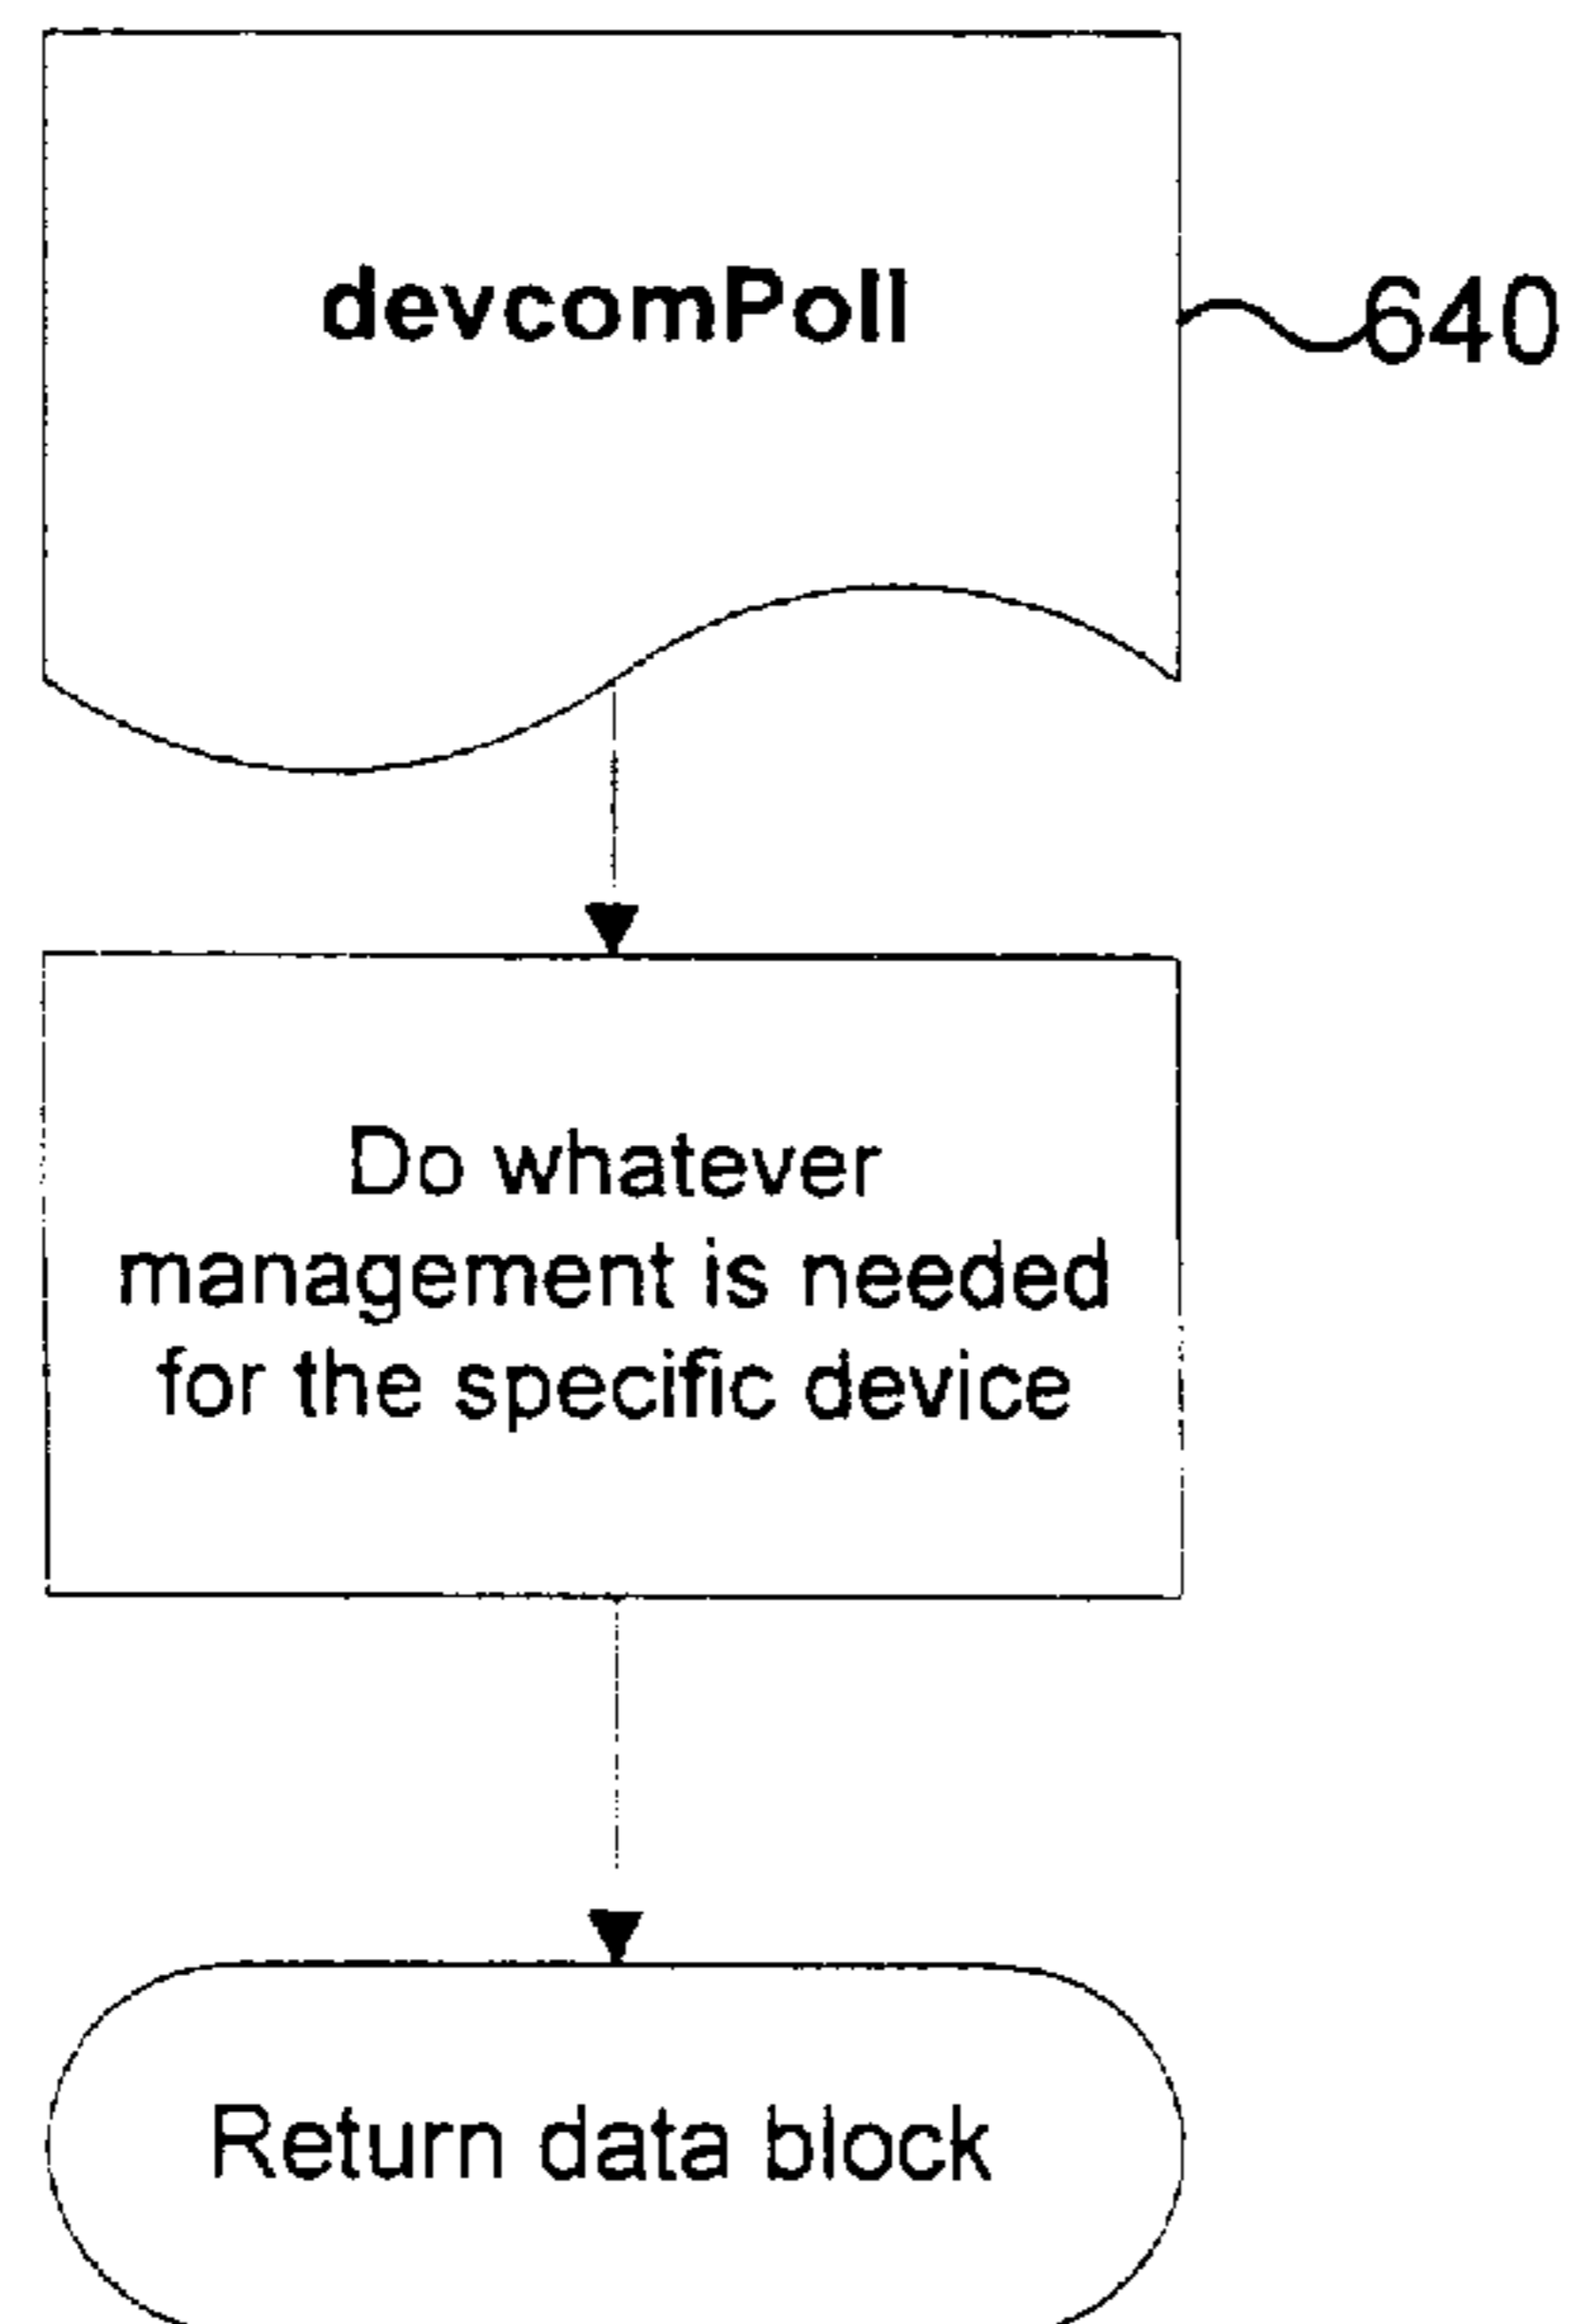 devcomPoll
640
Do whatever
management is needed
for the specific device
Return data block